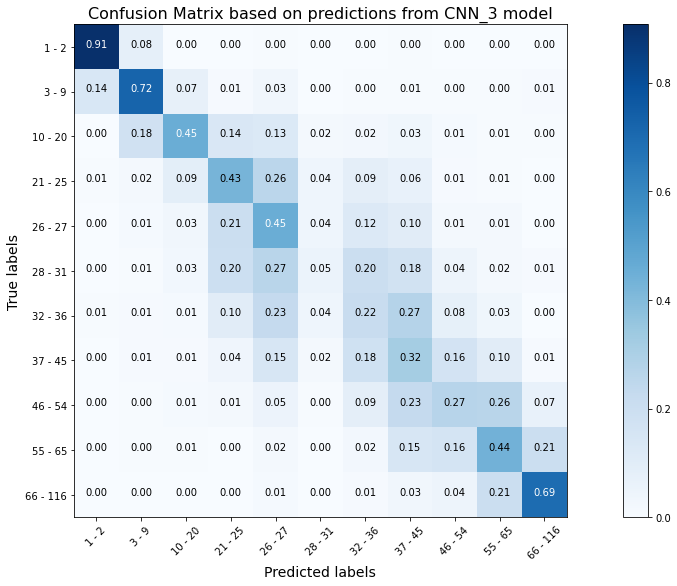 Confusion Matrix based on predictions from CNN_3 model
1 - 2 0.91 0.08 0.00 0.00 0.00 0.00 0.00 0.00 0.00 0.00 0.00
3 - 9 0.14 0.72 0.07 0.01 0.03 0.00 0.00 0.01 0.00 0.00 0.01
10 - 20 0.00 0.18 0.45 0.14 0.13 0.02 0.02 0.03 0.01 0.01 0.00
21 - 25 0.01 0.02 0.09 0.43 0.26 0.04 0.09 0.06 0.01 0.01 0.00
26 - 27 0.00 0.01 0.03 0.21 0.45 0.04 0.12 0.10 0.01 0.01 0.00
28 - 31 0.00 0.01 0.03 0.20 0.27 0.05 0.20 0.18 0.04 0.02 0.01
32 - 36 0.01 0.01 0.01 0.10 0.23 0.04 0.22 0.27 0.08 0.03 0.00
37 - 45 0.00 0.01 0.01 0.04 0.15 0.02 0.18 0.32 0.16 0.10 0.01
46 - 54 0.00 0.00 0.01 0.01 0.05 0.00 0.09 0.23 0.27 0.26 0.07
55 - 65 0.00 0.00 0.01 0.00 0.02 0.00 0.02 0.15 0.16 0.44 0.21
66 - 116 0.00 0.00 0.00 0.00 0.01 0.00 0.01 0.03 0.04 0.21 0.69
1 - 2 3 - 9 10 - 20 21 - 25 26 - 27 28 - 31 32 - 36 37 - 45 46 - 54 55 - 65 66 - 116
Predicted labels
True labels
0.8
0.6
0.4
0.2
0.0